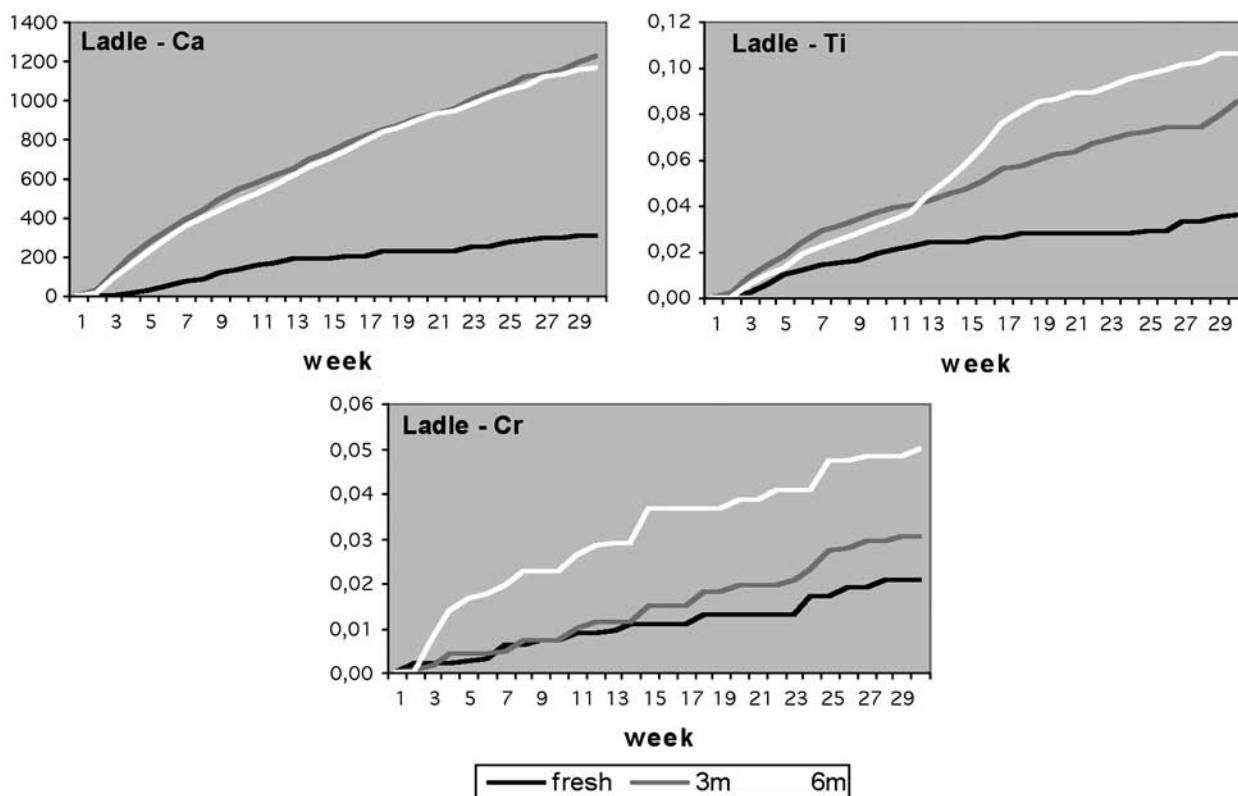 Ladle - Ca
1400
1200
1000
800
600
400
200
0
1 3 5 7 9 11 13 15 17 19 21 23 25 27 29
week
Ladle - Ti
0,12
0,10
0,08
0,06
0,04
0,02
0,00
1 3 5 7 9 11 13 15 17 19 21 23 25 27 29
week
Ladle - Cr
0,06
0,05
0,04
0,03
0,02
0,01
0,00
1 3 5 7 9 11 13 15 17 19 21 23 25 27 29
week
fresh 3m 6m